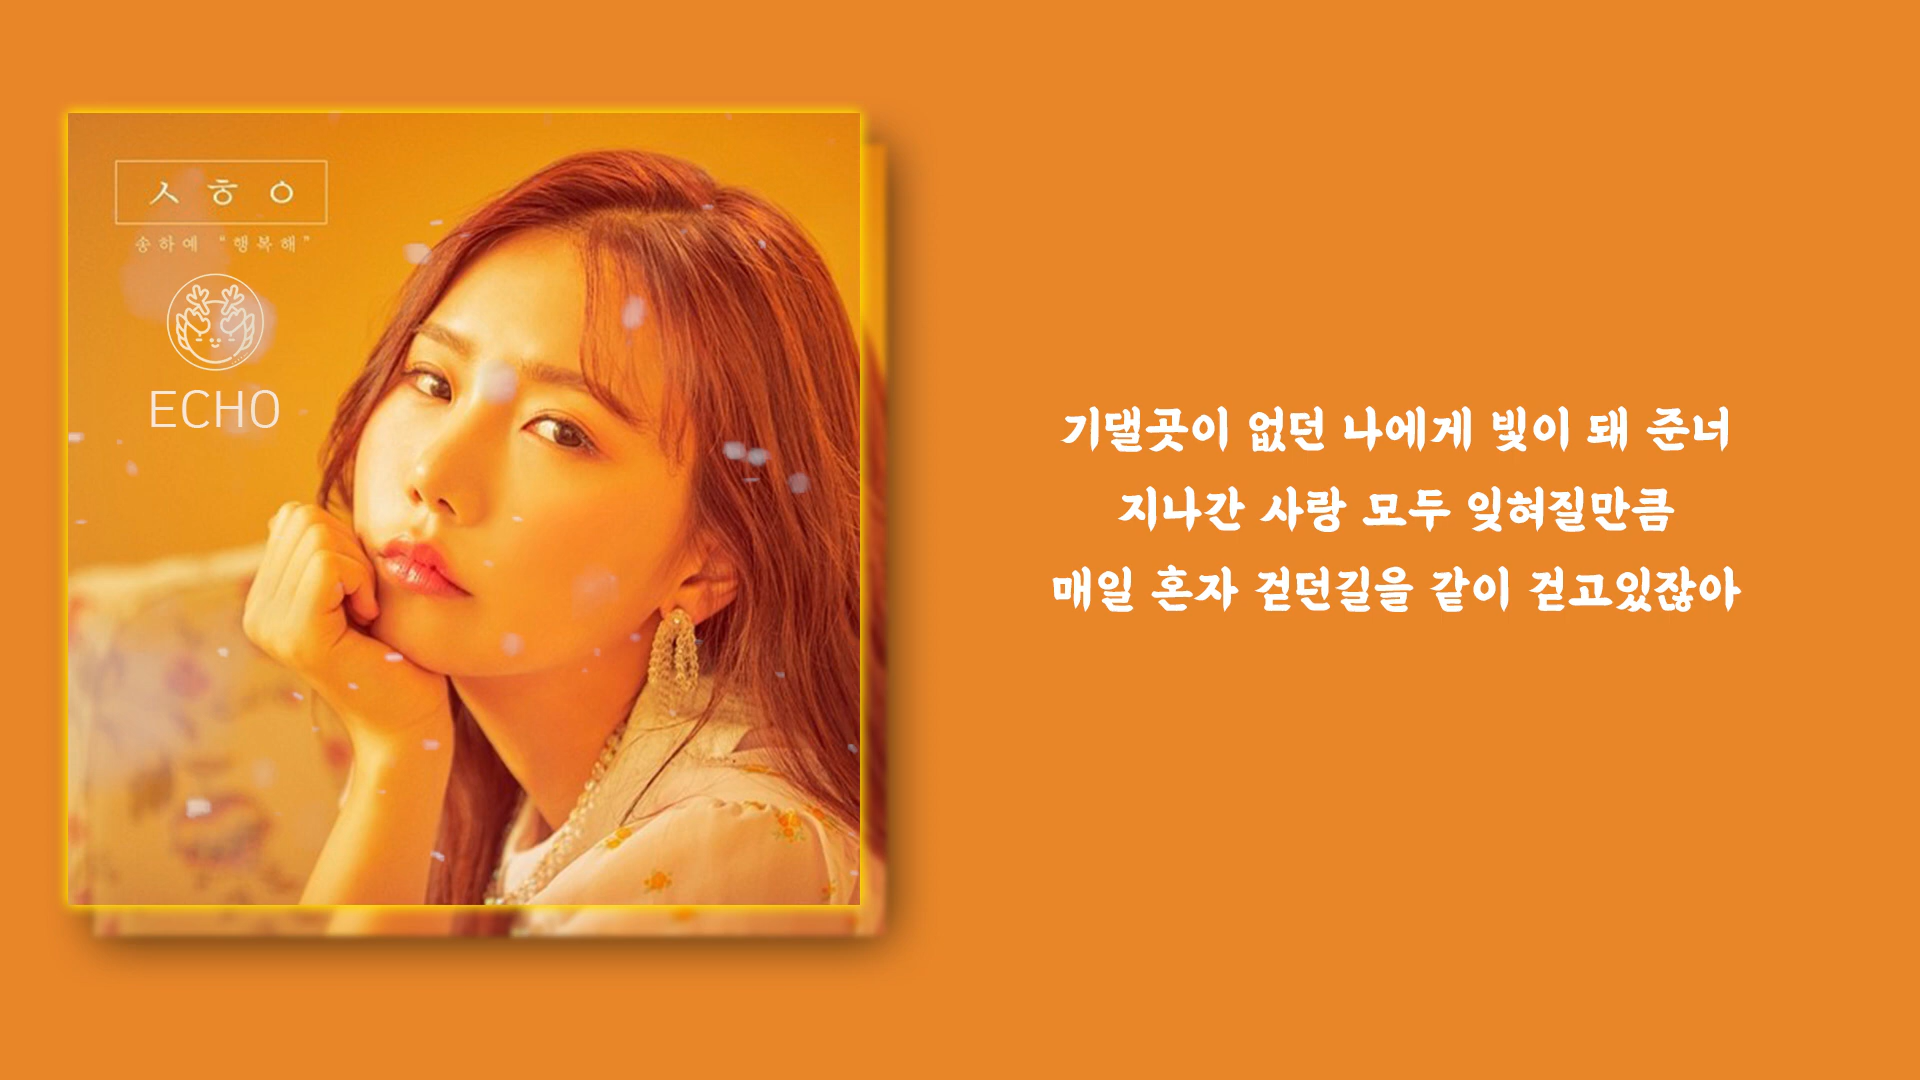 ㅅㅎㅇ
송하예 “행복해”
ECHO
기댈곳이 없던 나에게 빛이 돼 준너
지나간 사랑 모두 잊혀질만큼
매일 혼자 걷던길을 같이 걷고있잖아